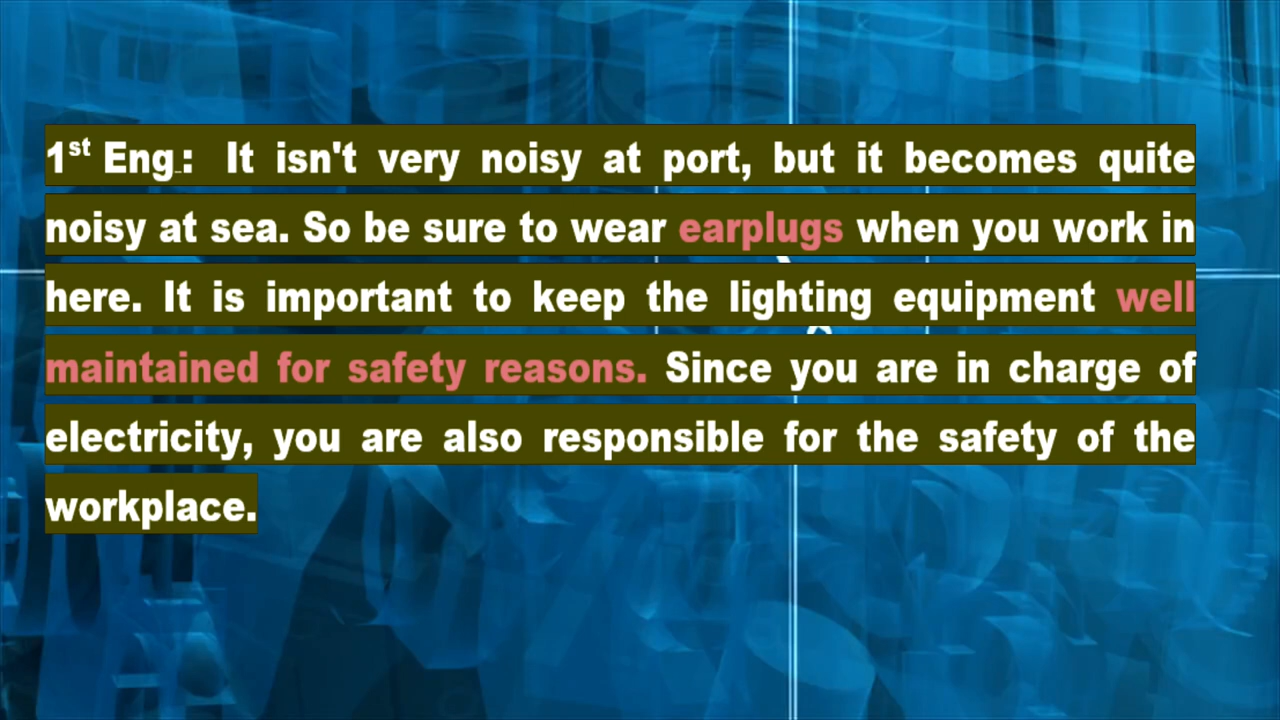 1st Eng.: It isn't very noisy at port, but it becomes quite
noisy at sea. So be sure to wear earplugs when you work in
here. It is important to keep the lighting equipment well
maintained for safety reasons. Since you are in charge of
electricity, you are also responsible for the safety of the
workplace.